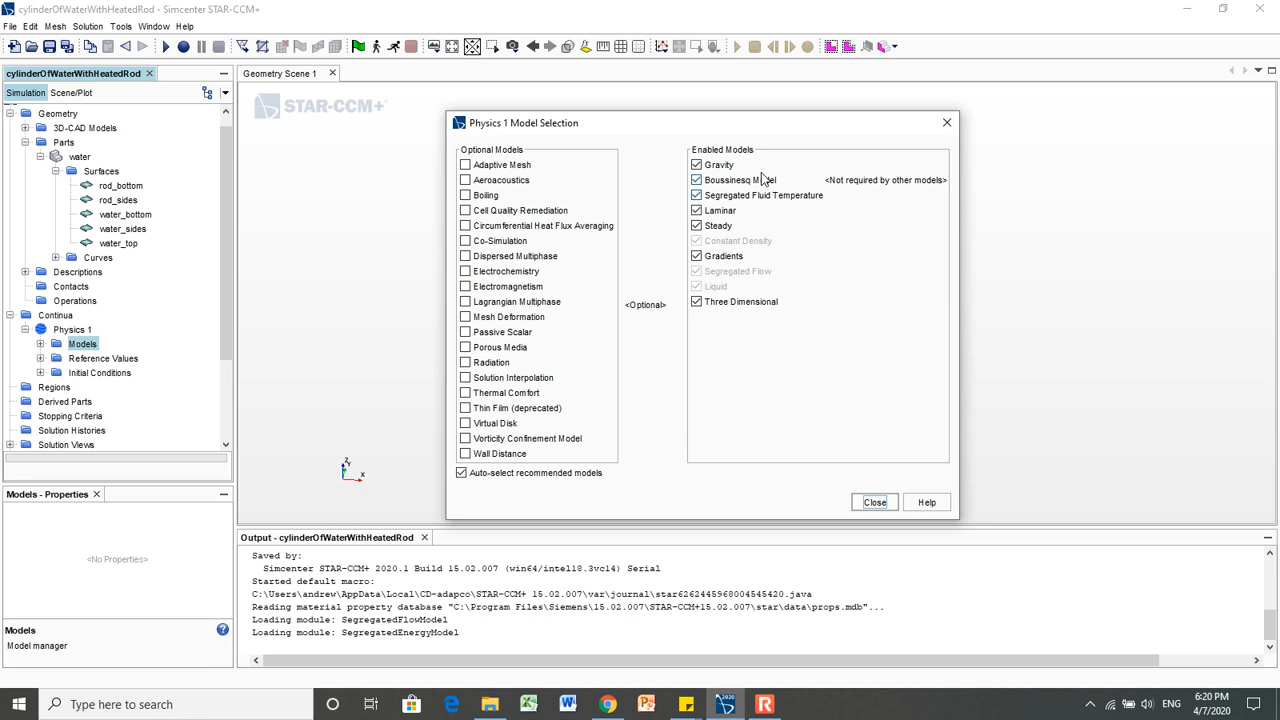 cylinderOfWaterWithHeatedRod - Simcenter STAR-CCM+
File Edit Mesh Solution Tools Window Help
cylinderOfWaterWithHeatedRod
Simulation Scene/Plot
Geometry
3D-CAD Models
Parts
water
Surfaces
rod_bottom
rod_sides
water_bottom
water_sides
water_top
Curves
Descriptions
Contacts
Operations
Continua
Physics 1
Models
Reference Values
Initial Conditions
Regions
Derived Parts
Stopping Criteria
Solution Histories
Solution Views
Models - Properties
<No Properties>
Models
Model manager
Geometry Scene 1
STAR-CCM+
Z
Y
X
Physics 1 Model Selection
Optional Models
Adaptive Mesh
Aeroacoustics
Boiling
Cell Quality Remediation
Circumferential Heat Flux Averaging
Co-Simulation
Dispersed Multiphase
Electrochemistry
Electromagnetism
Lagrangian Multiphase
Mesh Deformation
Passive Scalar
Porous Media
Radiation
Solution Interpolation
Thermal Comfort
Thin Film (deprecated)
Virtual Disk
Vorticity Confinement Model
Wall Distance
Auto-select recommended models
<Optional>
Enabled Models
Gravity
Boussinesq Model <Not required by other models>
Segregated Fluid Temperature
Laminar
Steady
Constant Density
Gradients
Segregated Flow
Liquid
Three Dimensional
Close Help
Output - cylinderOfWaterWithHeatedRod
Saved by:
Simcenter STAR-CCM+ 2020.1 Build 15.02.007 (win64/intel18.3vc14) Serial
Started default macro:
C:\Users\andrew\AppData\Local\CD-adapco\STAR-CCM+ 15.02.007\var\journal\star6262445968004545420.java
Reading material property database "C:\Program Files\Siemens\15.02.007\STAR-CCM+15.02.007\star\data\props.mdb"...
Loading module: SegregatedFlowModel
Loading module: SegregatedEnergyModel
Type here to search
2020
ENG
6:20 PM
4/7/2020